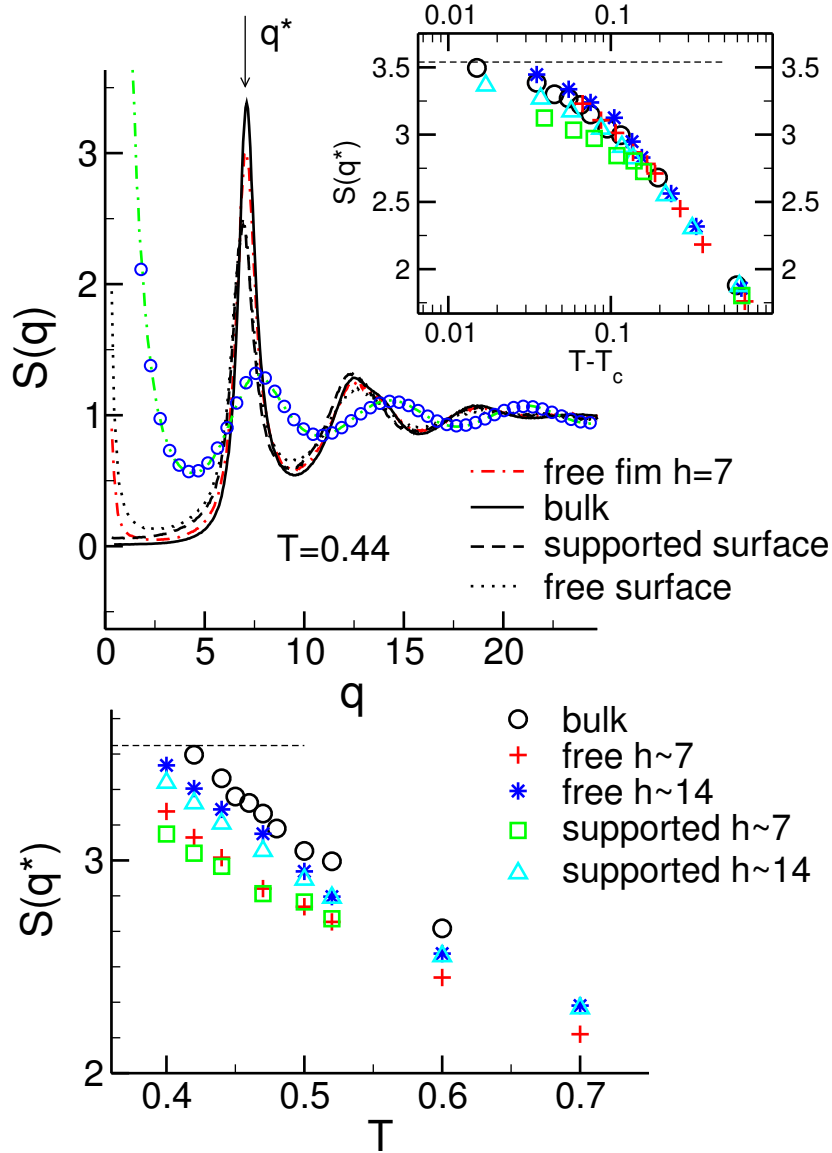 q*
0.01
0.1
3.5
3
2.5
2
S(q*)
3.5
3
2.5
2
0.01
0.1
T-T_c
3
2
1
0
S(q)
free fim h=7
bulk
supported surface
free surface
T=0.44
0
5
10
15
20
q
bulk
free h~7
free h~14
supported h~7
supported h~14
3
2
S(q*)
0.4
0.5
0.6
0.7
T